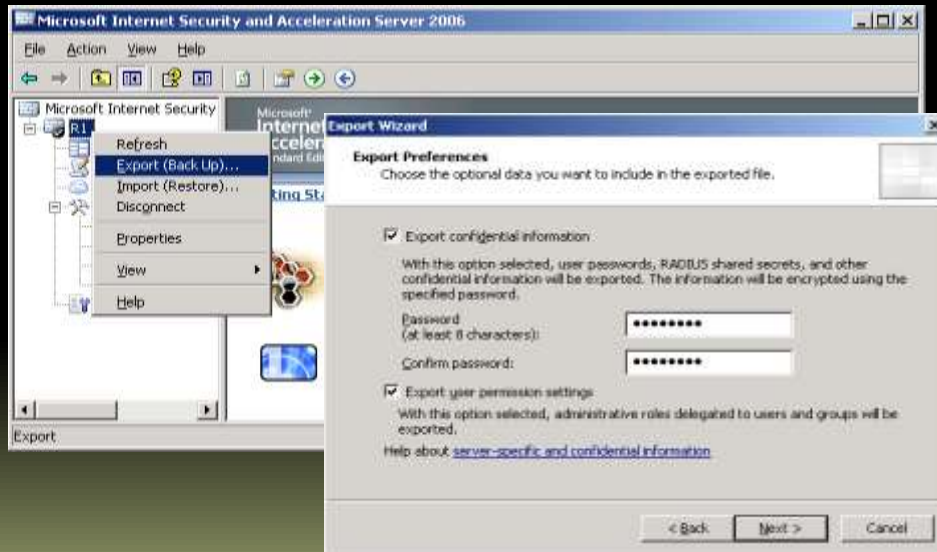 Microsoft Internet Security and Acceleration Server 2006
File Action View Help
Microsoft Internet Security
R1
Refresh
Export (Back Up)...
Import (Restore)...
Disconnect
Properties
View
Help
Export
Microsoft
Internet
Export Wizard
Export Preferences
Choose the optional data you want to include in the exported file.
Export confidential information
With this option selected, user passwords, RADIUS shared secrets, and other
confidential information will be exported. The information will be encrypted using the
specified password.
Password
(at least 8 characters):
••••••••
Confirm password:
••••••••
Export user permission settings
With this option selected, administrative roles delegated to users and groups will be
exported.
Help about server-specific and confidential information
< Back
Next >
Cancel